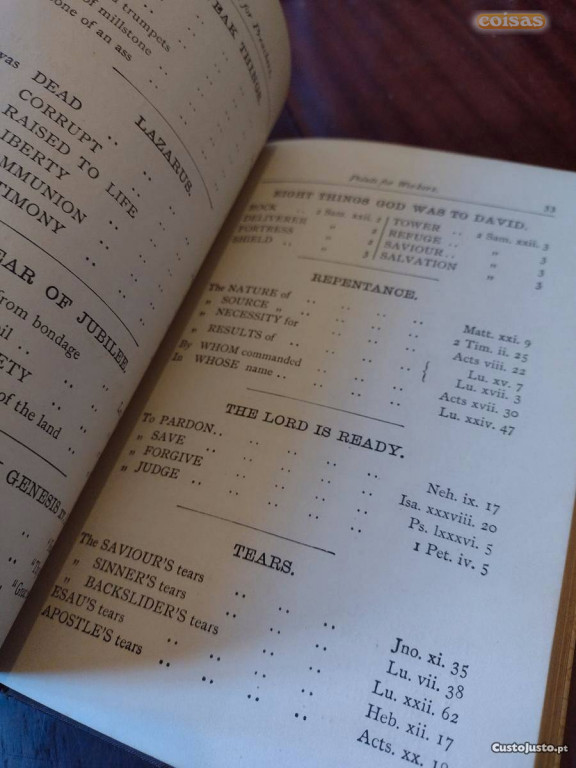 coisas
for Preachers.
trumpets
of millstone
one of an ass
BAR THINGS.
LAZARUS.
was DEAD
CORRUPT
RAISED TO LIFE
LIBERTY
MMUNION
TIMONY
EAR OF JUBILEE.
from bondage
ETY
of the land
GENESIS
Points for Workers. 53
EIGHT THINGS GOD WAS TO DAVID.
ROCK .. 2 Sam. xxii. 2 TOWER .. 2 Sam. xxii. 3
DELIVERER " 2 REFUGE .. " 3
FORTRESS " 2 SAVIOUR .. " 3
SHIELD .. " 3 SALVATION " 3
REPENTANCE.
The NATURE of .. .. .. Matt. xxi. 9
" SOURCE " .. .. .. 2 Tim. ii. 25
" NECESSITY for .. .. Acts viii. 22
" RESULTS of .. .. { Lu. xv. 7
{ Lu. xvii. 3
By WHOM commanded .. .. Acts xvii. 30
In WHOSE name .. .. .. Lu. xxiv. 47
THE LORD IS READY.
To PARDON .. .. .. Neh. ix. 17
" SAVE .. .. .. Isa. xxxviii. 20
" FORGIVE .. .. .. Ps. lxxxvi. 5
" JUDGE .. .. .. 1 Pet. iv. 5
TEARS.
The SAVIOUR'S tears .. .. .. Jno. xi. 35
" SINNER'S tears .. .. .. Lu. vii. 38
" BACKSLIDER'S tears .. .. Lu. xxii. 62
ESAU'S tears .. .. .. Heb. xii. 17
APOSTLE'S tears .. .. .. Acts. xx.
CustoJusto.pt